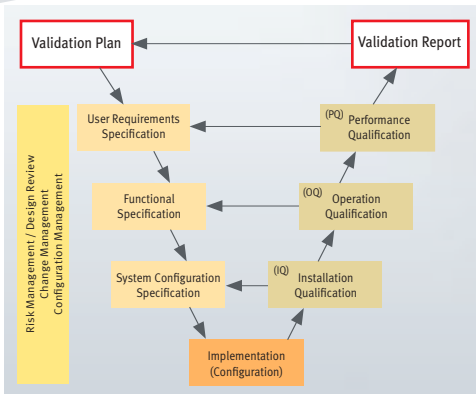 Validation Plan
Validation Report
User Requirements
Specification
(PQ) Performance
Qualification
Functional
Specification
(OQ) Operation
Qualification
System Configuration
Specification
(IQ) Installation
Qualification
Implementation
(Configuration)
Risk Management / Design Review
Change Management
Configuration Management